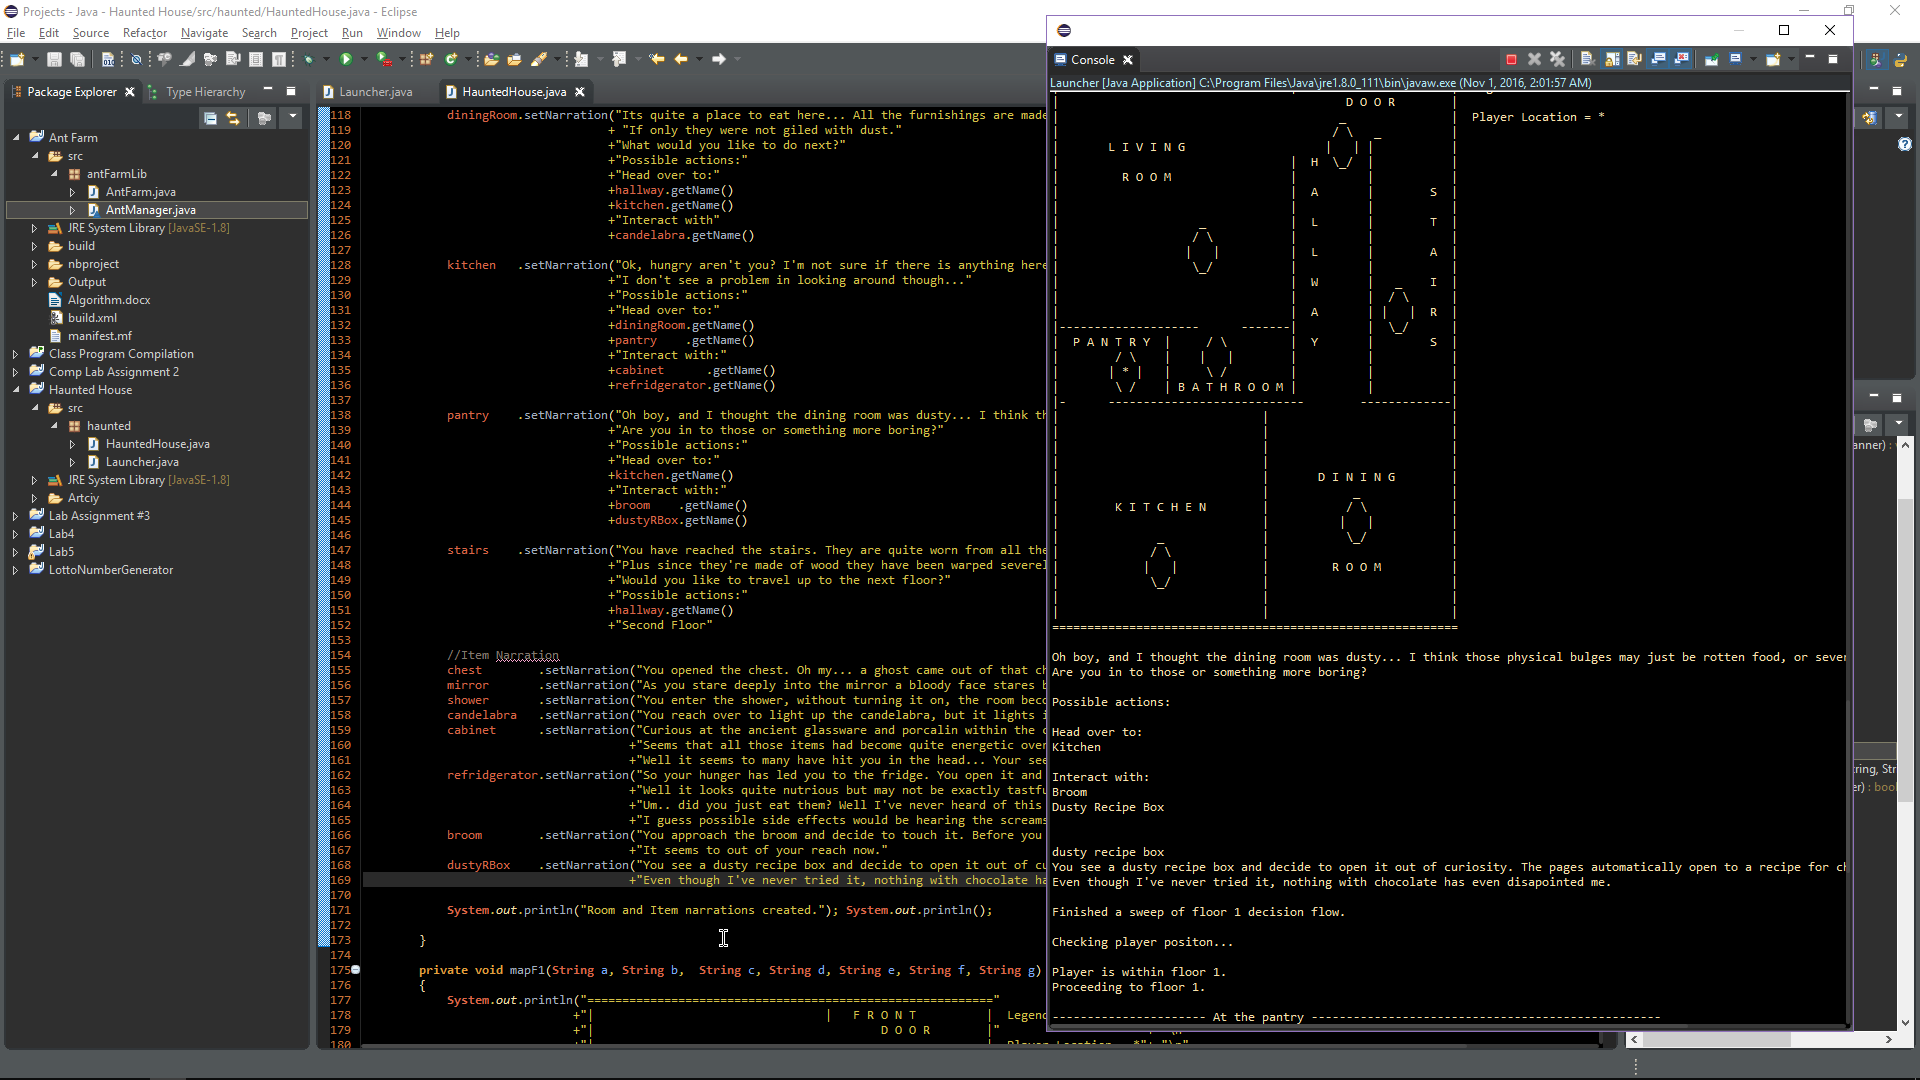 Projects - Java - Haunted House/src/haunted/HauntedHouse.java - Eclipse
File Edit Source Refactor Navigate Search Project Run Window Help
Package Explorer
Type Hierarchy
Ant Farm
src
antFarmLib
AntFarm.java
AntManager.java
JRE System Library [JavaSE-1.8]
build
nbproject
Output
Algorithm.docx
build.xml
manifest.mf
Class Program Compilation
Comp Lab Assignment 2
Haunted House
src
haunted
HauntedHouse.java
Launcher.java
JRE System Library [JavaSE-1.8]
Artciy
Lab Assignment #3
Lab4
Lab5
LottoNumberGenerator
Launcher.java
HauntedHouse.java
118 diningRoom.setNarration("Its quite a place to eat here... All the furnishings are made
119 + "If only they were not giled with dust."
120 +"What would you like to do next?"
121 +"Possible actions:"
122 +"Head over to:"
123 +hallway.getName()
124 +kitchen.getName()
125 +"Interact with"
126 +candelabra.getName()
127
128 kitchen .setNarration("Ok, hungry aren't you? I'm not sure if there is anything here
129 +"I don't see a problem in looking around though..."
130 +"Possible actions:"
131 +"Head over to:"
132 +diningRoom.getName()
133 +pantry .getName()
134 +"Interact with:"
135 +cabinet .getName()
136 +refridgerator.getName()
137
138 pantry .setNarration("Oh boy, and I thought the dining room was dusty... I think th
139 +"Are you in to those or something more boring?"
140 +"Possible actions:"
141 +"Head over to:"
142 +kitchen.getName()
143 +"Interact with:"
144 +broom .getName()
145 +dustyRBox.getName()
146
147 stairs .setNarration("You have reached the stairs. They are quite worn from all the
148 +"Plus since they're made of wood they have been warped severel
149 +"Would you like to travel up to the next floor?"
150 +"Possible actions:"
151 +hallway.getName()
152 +"Second Floor"
153
154 //Item Narration
155 chest .setNarration("You opened the chest. Oh my... a ghost came out of that ch
156 mirror .setNarration("As you stare deeply into the mirror a bloody face stares b
157 shower .setNarration("You enter the shower, without turning it on, the room beco
158 candelabra .setNarration("You reach over to light up the candelabra, but it lights i
159 cabinet .setNarration("Curious at the ancient glassware and porcalin within the c
160 +"Seems that all those items had become quite energetic over
161 +"Well it seems to many have hit you in the head... Your see
162 refridgerator.setNarration("So your hunger has led you to the fridge. You open it and
163 +"Well it looks quite nutrious but may not be exactly tastfu
164 +"Um.. did you just eat them? Well I've never heard of this
165 +"I guess possible side effects would be hearing the screams
166 broom .setNarration("You approach the broom and decide to touch it. Before you
167 +"It seems to out of your reach now."
168 dustyRBox .setNarration("You see a dusty recipe box and decide to open it out of cu
169 +"Even though I've never tried it, nothing with chocolate ha
170
171 System.out.println("Room and Item narrations created."); System.out.println();
172
173 }
174
175 private void mapF1(String a, String b, String c, String d, String e, String f, String g)
176 {
177 System.out.println("=========================================================="
178 +"| | F R O N T | Legen
179 +"| D O O R |"
180
Console
Launcher [Java Application] C:\Program Files\Java\jre1.8.0_111\bin\javaw.exe (Nov 1, 2016, 2:01:57 AM)
D O O R
Player Location = *
L I V I N G
R O O M
H A L L W A Y
S T A I R S
P A N T R Y
| * |
B A T H R O O M
K I T C H E N
D I N I N G
R O O M
==========================================================
Oh boy, and I thought the dining room was dusty... I think those physical bulges may just be rotten food, or sever
Are you in to those or something more boring?
Possible actions:
Head over to:
Kitchen
Interact with:
Broom
Dusty Recipe Box
dusty recipe box
You see a dusty recipe box and decide to open it out of curiosity. The pages automatically open to a recipe for ch
Even though I've never tried it, nothing with chocolate has even disapointed me.
Finished a sweep of floor 1 decision flow.
Checking player positon...
Player is within floor 1.
Proceeding to floor 1.
---------------------- At the pantry --------------------------------------------------
anner) :
tring, Str
er) : bool